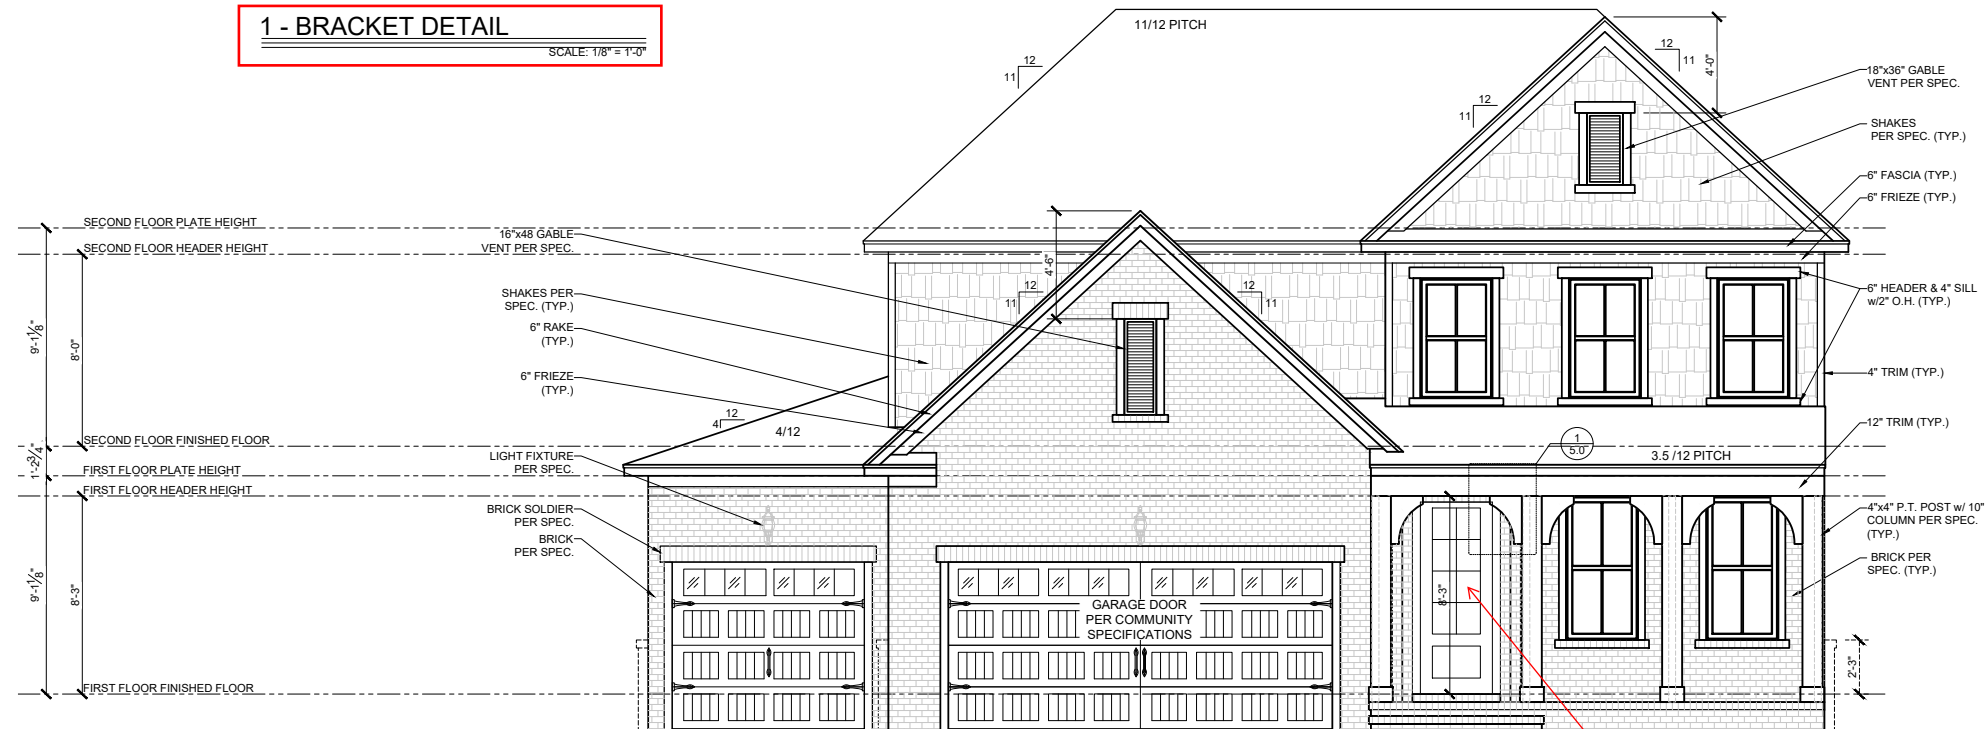 1 - BRACKET DETAIL
SCALE: 1/8" = 1'-0"
11/12 PITCH
12
11
12
11
12
11
4'-0"
18"x36" GABLE
VENT PER SPEC.
SHAKES
PER SPEC. (TYP.)
6" FASCIA (TYP.)
6" FRIEZE (TYP.)
6" HEADER & 4" SILL
w/2" O.H. (TYP.)
4" TRIM (TYP.)
12" TRIM (TYP.)
4"x4" P.T. POST w/ 10"
COLUMN PER SPEC.
(TYP.)
BRICK PER
SPEC. (TYP.)
2'-3"
SECOND FLOOR PLATE HEIGHT
SECOND FLOOR HEADER HEIGHT
SECOND FLOOR FINISHED FLOOR
FIRST FLOOR PLATE HEIGHT
FIRST FLOOR HEADER HEIGHT
FIRST FLOOR FINISHED FLOOR
9'-1⅛"
8'-0"
1'-2¾"
9'-1⅛"
8'-3"
16"x48 GABLE
VENT PER SPEC.
SHAKES PER
SPEC. (TYP.)
6" RAKE
(TYP.)
6" FRIEZE
(TYP.)
LIGHT FIXTURE
PER SPEC.
BRICK SOLDIER
PER SPEC.
BRICK
PER SPEC.
4'-6"
12
11
12
11
12
4
4/12
1
5.0
3.5 /12 PITCH
8'-3"
GARAGE DOOR
PER COMMUNITY
SPECIFICATIONS